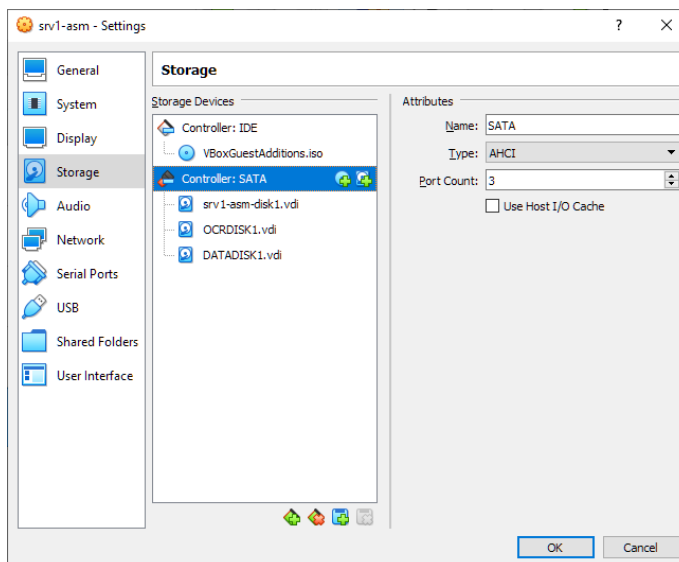 srv1-asm - Settings
?
General
System
Display
Storage
Audio
Network
Serial Ports
USB
Shared Folders
User Interface
Storage
Storage Devices
Controller: IDE
VBoxGuestAdditions.iso
Controller: SATA
srv1-asm-disk1.vdi
OCRDISK1.vdi
DATADISK1.vdi
Attributes
Name: SATA
Type: AHCI
Port Count: 3
Use Host I/O Cache
OK
Cancel